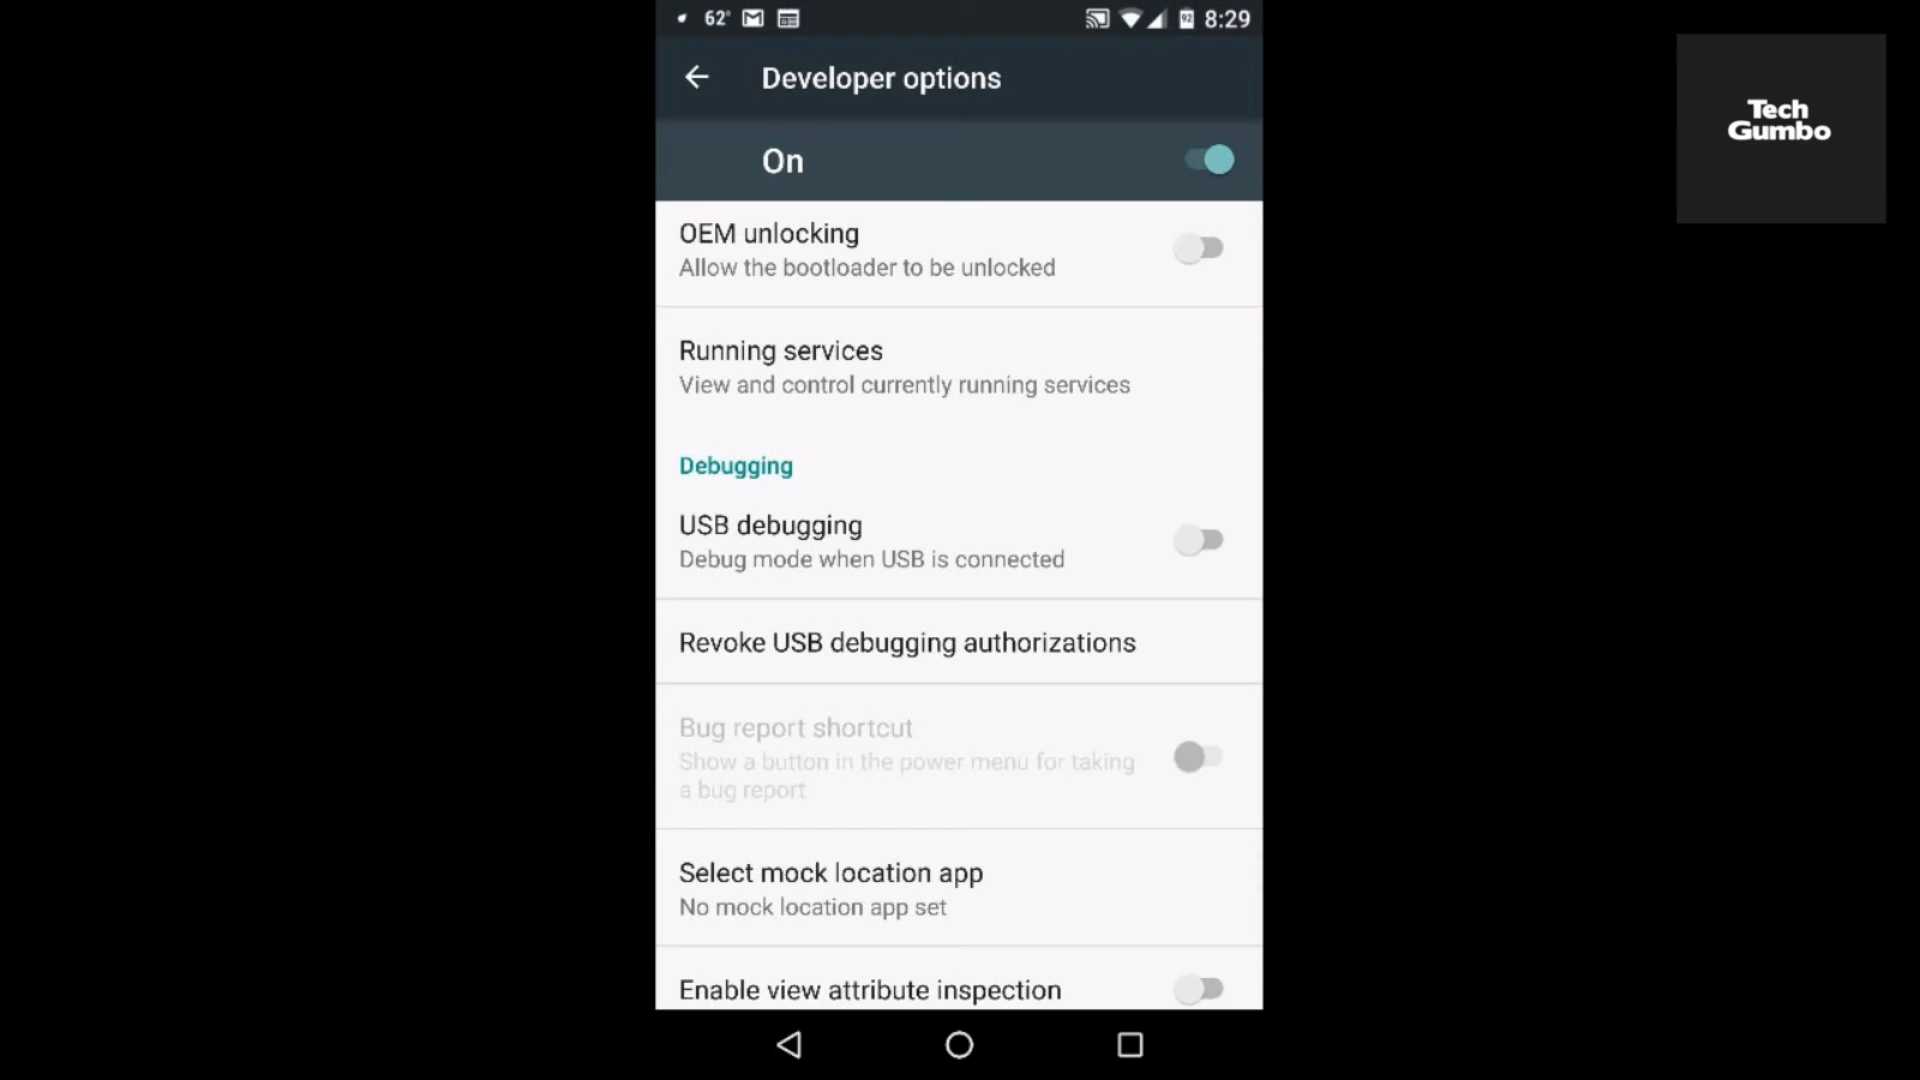 62° 92 8:29
Developer options
On
OEM unlocking
Allow the bootloader to be unlocked
Running services
View and control currently running services
Debugging
USB debugging
Debug mode when USB is connected
Revoke USB debugging authorizations
Bug report shortcut
Show a button in the power menu for taking
a bug report
Select mock location app
No mock location app set
Enable view attribute inspection
Tech
Gumbo